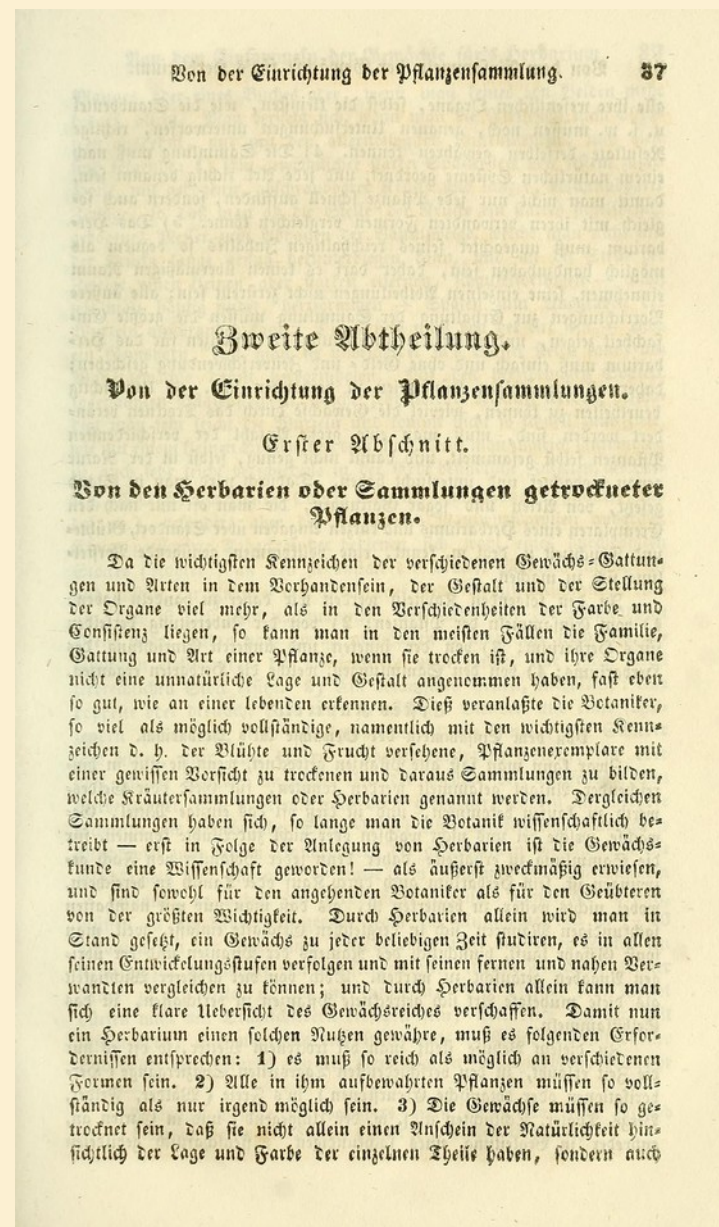 Von der Einrichtung der Pflanzensammlung. 37
Zweite Abtheilung.
Von der Einrichtung der Pflanzensammlungen.
Erster Abschnitt.
Von den Herbarien oder Sammlungen getrockneter
Pflanzen.
Da die wichtigsten Kennzeichen der verschiedenen Gewächs-Gattun-
gen und Arten in dem Vorhandensein, der Gestalt und der Stellung
der Organe viel mehr, als in den Verschiedenheiten der Farbe und
Consistenz liegen, so kann man in den meisten Fällen die Familie,
Gattung und Art einer Pflanze, wenn sie trocken ist, und ihre Organe
nicht eine unnatürliche Lage und Gestalt angenommen haben, fast eben
so gut, wie an einer lebenden erkennen. Dieß veranlaßte die Botaniker,
so viel als möglich vollständige, namentlich mit den wichtigsten Kenn-
zeichen d. h. der Blühte und Frucht versehene, Pflanzenexemplare mit
einer gewissen Vorsicht zu trockenen und daraus Sammlungen zu bilden,
welche Kräutersammlungen oder Herbarien genannt werden. Dergleichen
Sammlungen haben sich, so lange man die Botanik wissenschaftlich be-
treibt — erst in Folge der Anlegung von Herbarien ist die Gewächs-
kunde eine Wissenschaft geworden! — als äußerst zweckmäßig erwiesen,
und sind sowohl für den angehenden Botaniker als für den Geübteren
von der größten Wichtigkeit. Durch Herbarien allein wird man in
Stand gesetzt, ein Gewächs zu jeder beliebigen Zeit studiren, es in allen
seinen Entwickelungsstufen verfolgen und mit seinen fernen und nahen Ver-
wandten vergleichen zu können; und durch Herbarien allein kann man
sich eine klare Uebersicht des Gewächsreiches verschaffen. Damit nun
ein Herbarium einen solchen Nutzen gewähre, muß es folgenden Erfor-
dernissen entsprechen: 1) es muß so reich als möglich an verschiedenen
Formen sein. 2) Alle in ihm aufbewahrten Pflanzen müssen so voll-
ständig als nur irgend möglich sein. 3) Die Gewächse müssen so ge-
trocknet sein, daß sie nicht allein einen Anschein der Natürlichkeit hin-
sichtlich der Lage und Farbe der einzelnen Theile haben, sondern auch